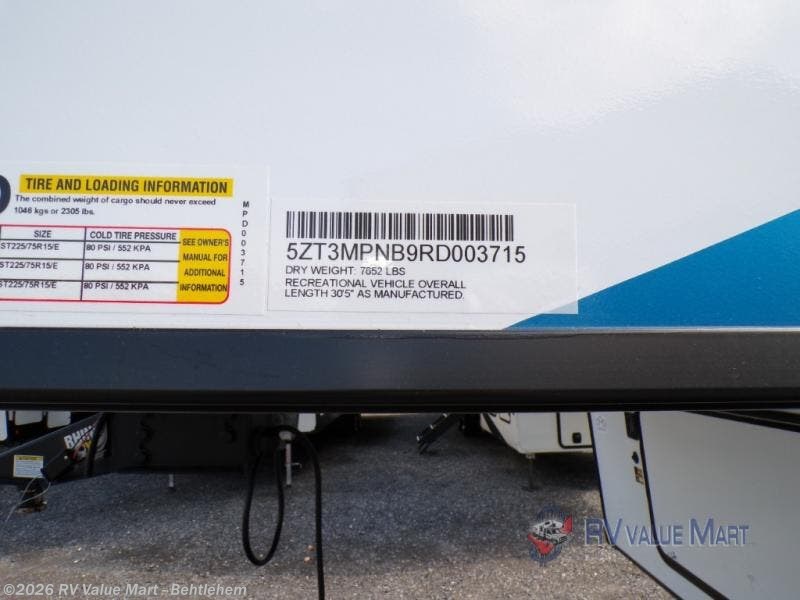 TIRE AND LOADING INFORMATION
The combined weight of cargo should never exceed
1046 kgs or 2305 lbs.
SIZE COLD TIRE PRESSURE
ST225/75R15/E 80 PSI / 552 KPA
ST225/75R15/E 80 PSI / 552 KPA
ST225/75R15/E 80 PSI / 552 KPA
SEE OWNER'S
MANUAL FOR
ADDITIONAL
INFORMATION
MPD003715
5ZT3MPNB9RD003715
DRY WEIGHT: 7652 LBS
RECREATIONAL VEHICLE OVERALL
LENGTH 30'5" AS MANUFACTURED.
RV VALUE MART
©2026 RV Value Mart - Behtlehem